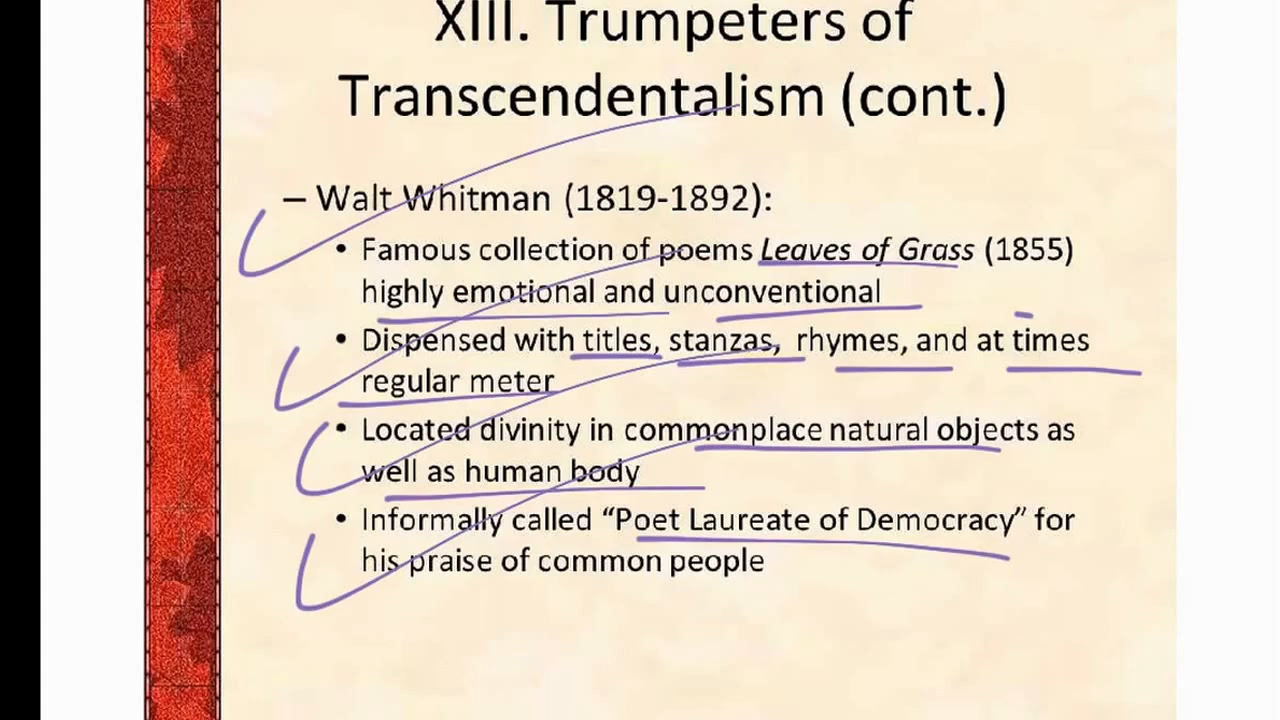 XIII. Trumpeters of
Transcendentalism (cont.)
– Walt Whitman (1819-1892):
• Famous collection of poems Leaves of Grass (1855)
highly emotional and unconventional
• Dispensed with titles, stanzas, rhymes, and at times
regular meter
• Located divinity in commonplace natural objects as
well as human body
• Informally called “Poet Laureate of Democracy” for
his praise of common people